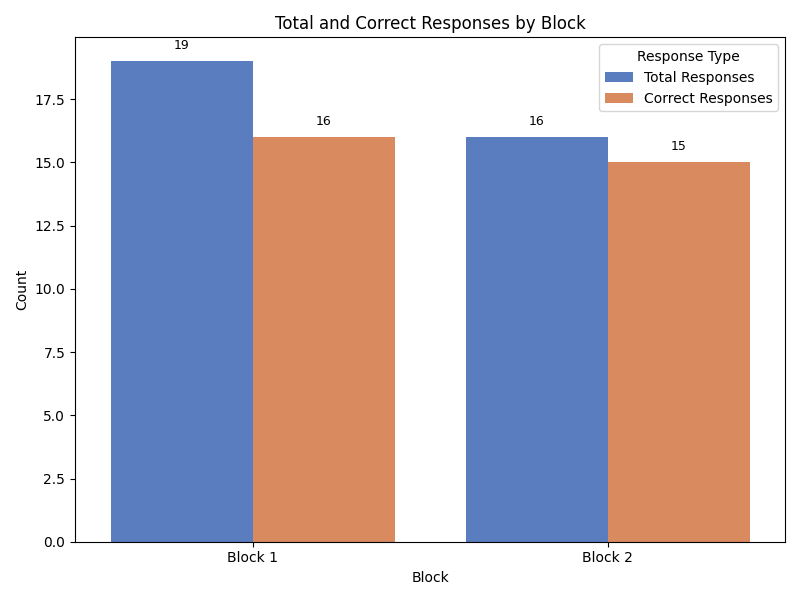 Total and Correct Responses by Block
19
16
16
15
Response Type
Total Responses
Correct Responses
17.5
15.0
12.5
10.0
7.5
5.0
2.5
0.0
Count
Block 1
Block 2
Block